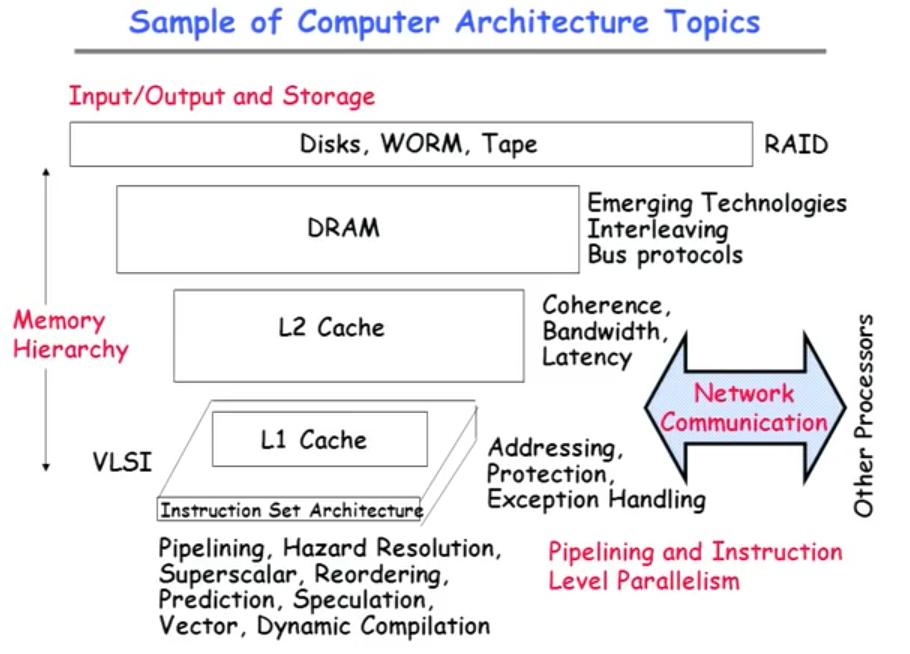 Sample of Computer Architecture Topics
Input/Output and Storage
Disks, WORM, Tape
RAID
DRAM
Emerging Technologies
Interleaving
Bus protocols
Memory
Hierarchy
L2 Cache
Coherence,
Bandwidth,
Latency
Network
Communication
Other Processors
VLSI
L1 Cache
Instruction Set Architecture
Addressing,
Protection,
Exception Handling
Pipelining, Hazard Resolution,
Superscalar, Reordering,
Prediction, Speculation,
Vector, Dynamic Compilation
Pipelining and Instruction
Level Parallelism